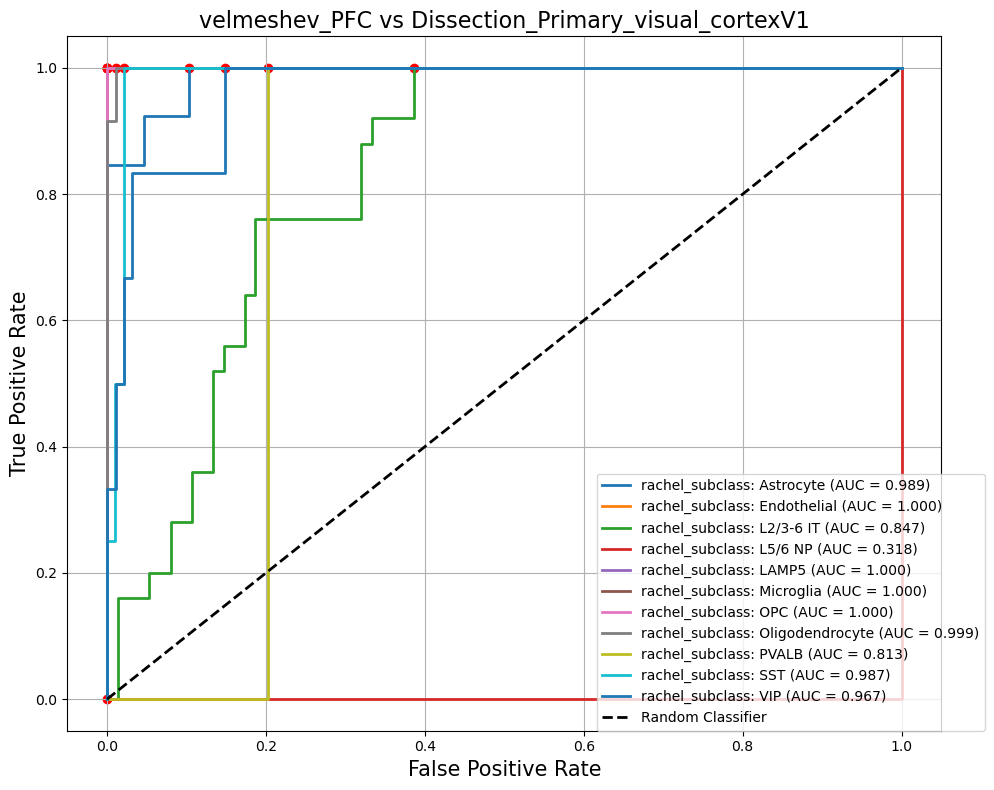 velmeshev_PFC vs Dissection_Primary_visual_cortexV1
True Positive Rate
1.0
0.8
0.6
0.4
0.2
0.0
rachel_subclass: Astrocyte (AUC = 0.989)
rachel_subclass: Endothelial (AUC = 1.000)
rachel_subclass: L2/3-6 IT (AUC = 0.847)
rachel_subclass: L5/6 NP (AUC = 0.318)
rachel_subclass: LAMP5 (AUC = 1.000)
rachel_subclass: Microglia (AUC = 1.000)
rachel_subclass: OPC (AUC = 1.000)
rachel_subclass: Oligodendrocyte (AUC = 0.999)
rachel_subclass: PVALB (AUC = 0.813)
rachel_subclass: SST (AUC = 0.987)
rachel_subclass: VIP (AUC = 0.967)
Random Classifier
0.0 0.2 0.4 0.6 0.8 1.0
False Positive Rate